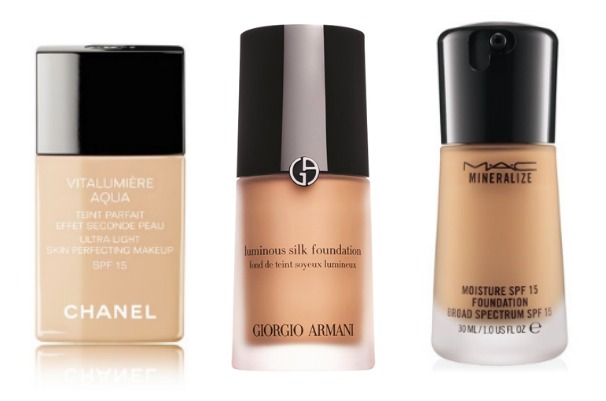 VITALUMIÈRE
AQUA
TEINT PARFAIT
EFFET SECONDE PEAU
ULTRA-LIGHT
SKIN PERFECTING MAKEUP
SPF 15
CHANEL
GA
luminous silk foundation
fond de teint soyeux lumineux
GIORGIO ARMANI
MAC
MINERALIZE
MOISTURE SPF 15
FOUNDATION
BROAD SPECTRUM SPF 15
30 ML/1.0 US FL OZ ℮